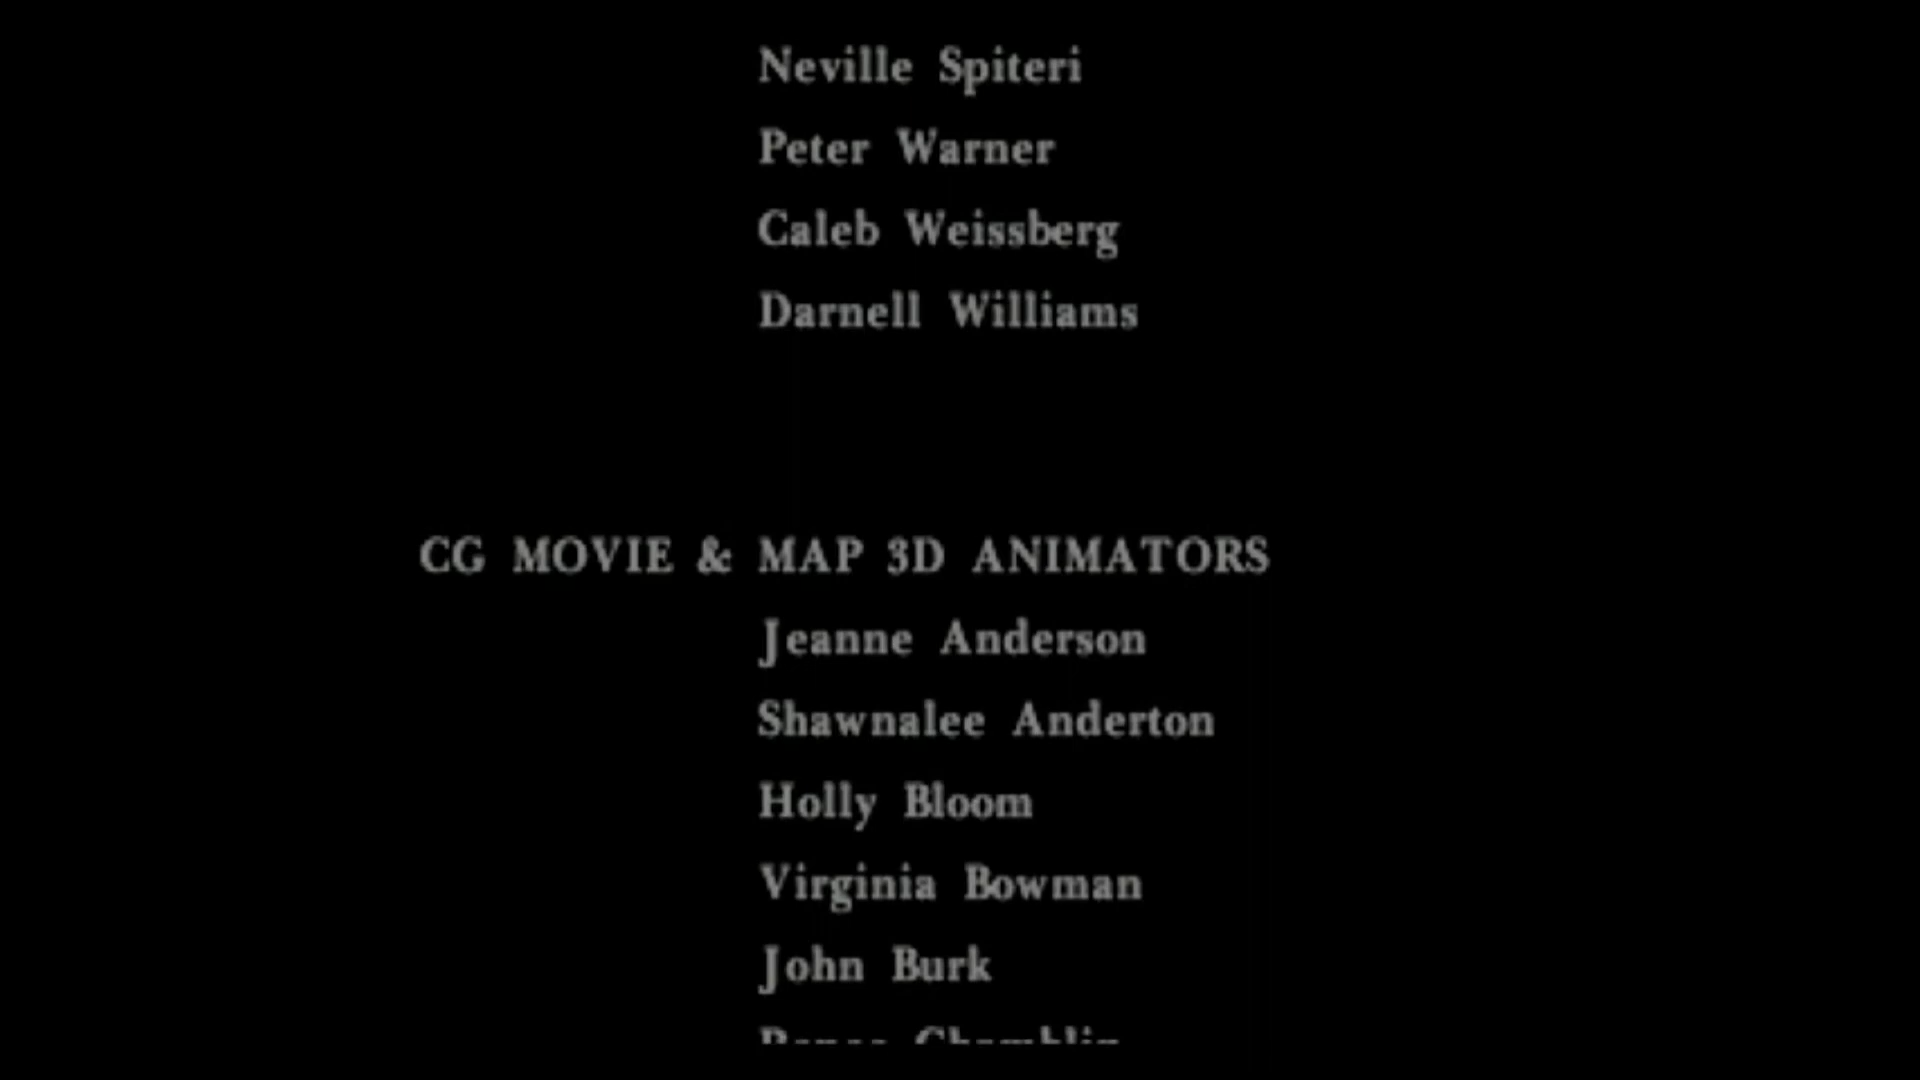 Neville Spiteri
Peter Warner
Caleb Weissberg
Darnell Williams
CG MOVIE & MAP 3D ANIMATORS
Jeanne Anderson
Shawnalee Anderton
Holly Bloom
Virginia Bowman
John Burk